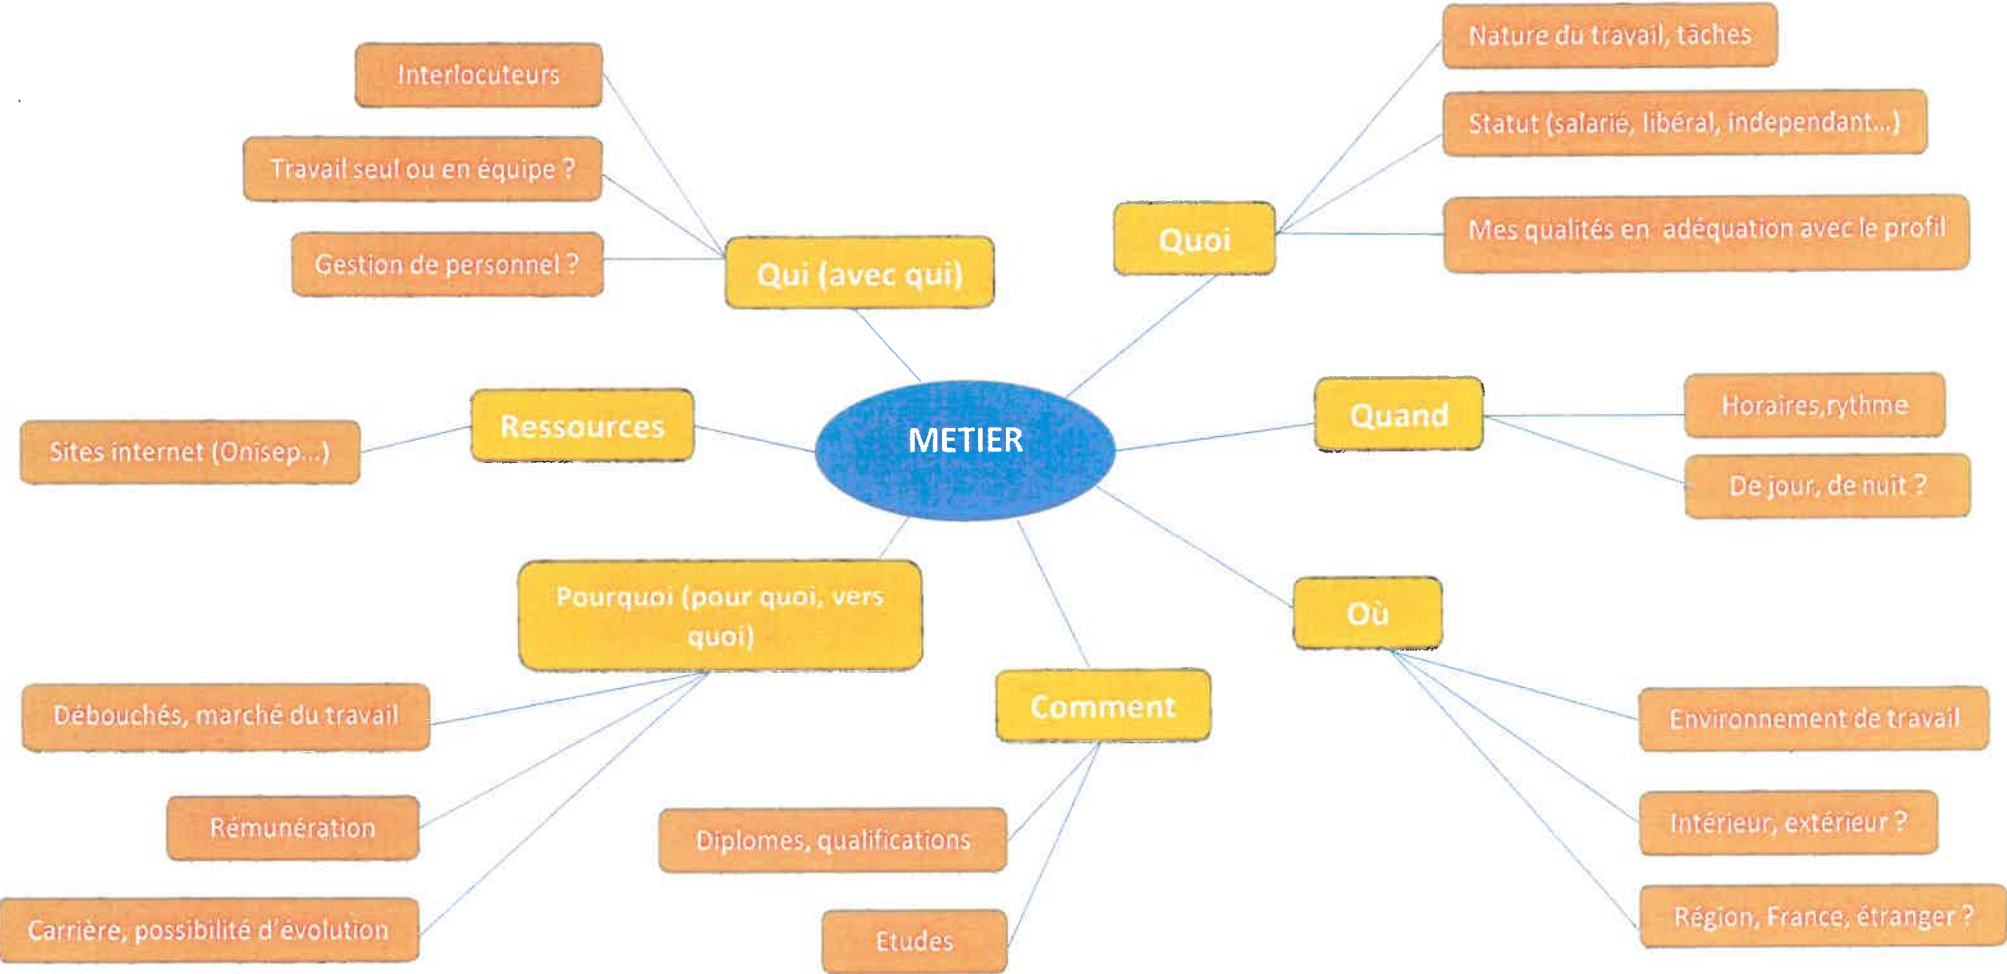 Interlocuteurs
Travail seul ou en équipe ?
Gestion de personnel ?
Qui (avec qui)
Nature du travail, tâches
Statut (salarié, libéral, independant...)
Mes qualités en adéquation avec le profil
Quoi
METIER
Ressources
Sites internet (Onisep...)
Quand
Horaires,rythme
De jour, de nuit ?
Pourquoi (pour quoi, vers
quoi)
Débouchés, marché du travail
Rémunération
Carrière, possibilité d'évolution
Comment
Diplomes, qualifications
Etudes
Où
Environnement de travail
Intérieur, extérieur ?
Région, France, étranger ?